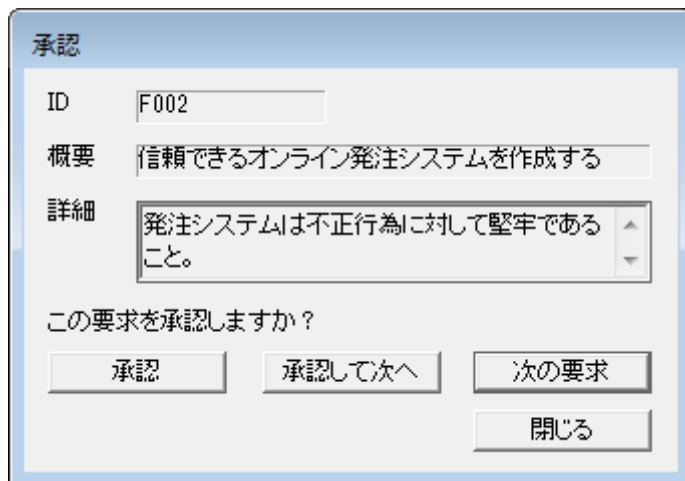 承認
ID F002
概要 信頼できるオンライン発注システムを作成する
詳細 発注システムは不正行為に対して堅牢である
こと。
この要求を承認しますか？
承認 承認して次へ 次の要求
閉じる